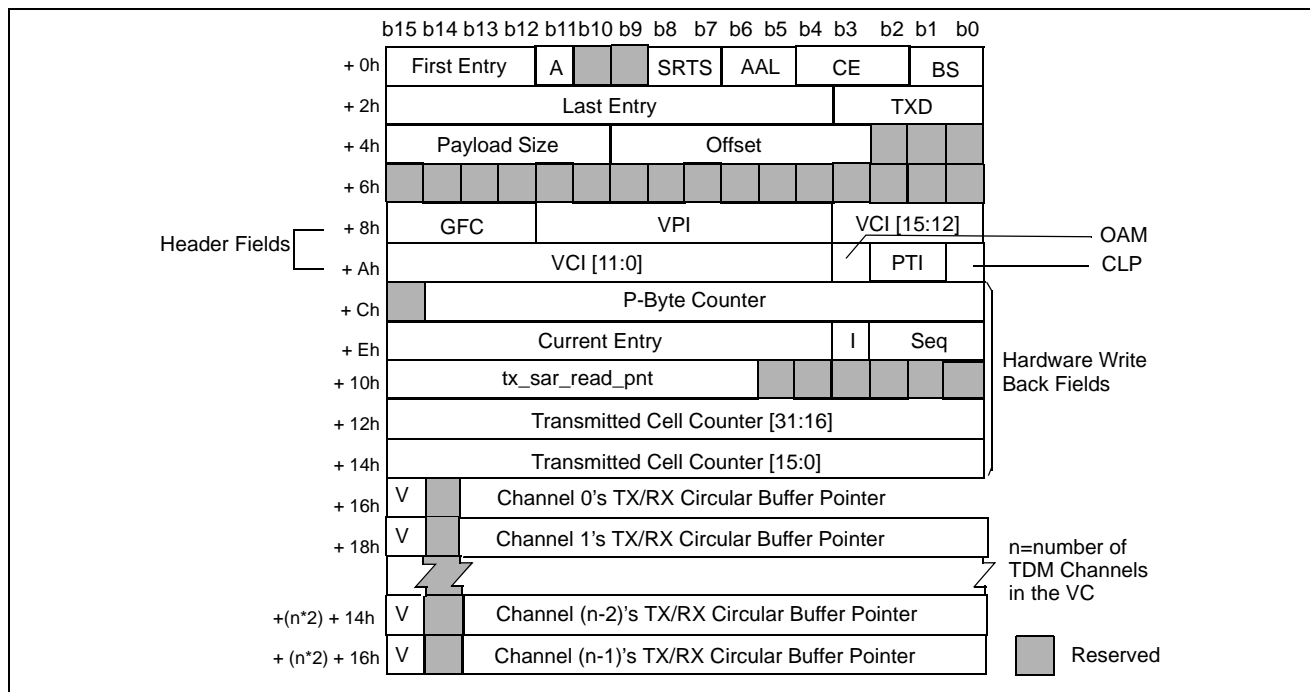 b15 b14 b13 b12 b11 b10 b9 b8 b7 b6 b5 b4 b3 b2 b1 b0
+ 0h First Entry A SRTS AAL CE BS
+ 2h Last Entry TXD
+ 4h Payload Size Offset
+ 6h
Header Fields
+ 8h GFC VPI VCI [15:12]
OAM
+ Ah VCI [11:0] PTI
CLP
+ Ch P-Byte Counter
+ Eh Current Entry I Seq
Hardware Write
Back Fields
+ 10h tx_sar_read_pnt
+ 12h Transmitted Cell Counter [31:16]
+ 14h Transmitted Cell Counter [15:0]
+ 16h V Channel 0's TX/RX Circular Buffer Pointer
+ 18h V Channel 1's TX/RX Circular Buffer Pointer
n=number of
TDM Channels
in the VC
+(n*2) + 14h V Channel (n-2)'s TX/RX Circular Buffer Pointer
+ (n*2) + 16h V Channel (n-1)'s TX/RX Circular Buffer Pointer
Reserved